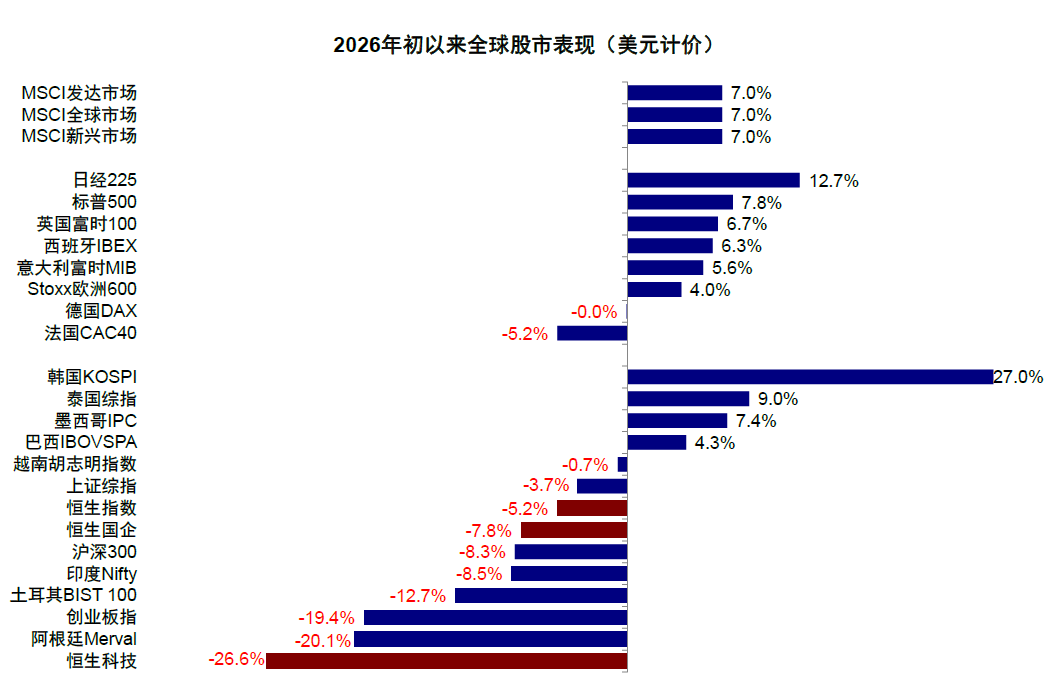 2026年初以来全球股市表现（美元计价）
MSCI发达市场 7.0%
MSCI全球市场 7.0%
MSCI新兴市场 7.0%
日经225 12.7%
标普500 7.8%
英国富时100 6.7%
西班牙IBEX 6.3%
意大利富时MIB 5.6%
Stoxx欧洲600 4.0%
德国DAX -0.0%
法国CAC40 -5.2%
韩国KOSPI 27.0%
泰国综指 9.0%
墨西哥IPC 7.4%
巴西IBOVSPA 4.3%
越南胡志明指数 -0.7%
上证综指 -3.7%
恒生指数 -5.2%
恒生国企 -7.8%
沪深300 -8.3%
印度Nifty -8.5%
土耳其BIST 100 -12.7%
创业板指 -19.4%
阿根廷Merval -20.1%
恒生科技 -26.6%